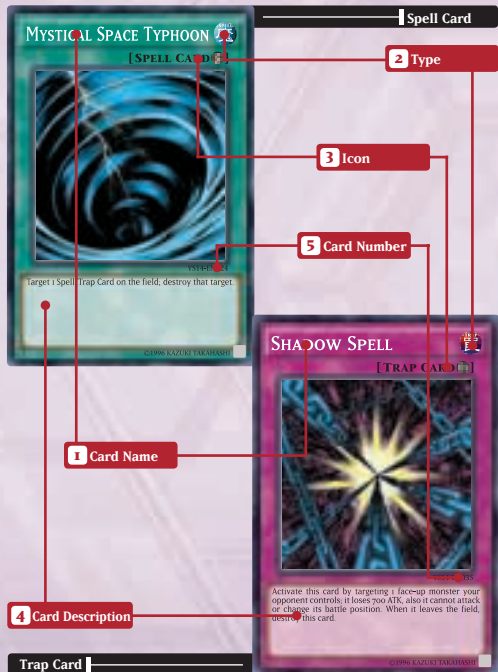 Spell Card
MYSTICAL SPACE TYPHOON
[SPELL CARD]
2 Type
3 Icon
5 Card Number
Target 1 Spell/Trap Card on the field; destroy that target.
©1996 KAZUKI TAKAHASHI
SHADOW SPELL
[TRAP CARD]
1 Card Name
Activate this card by targeting 1 face-up monster your
opponent controls; it loses 700 ATK, also it cannot attack
or change its battle position. When it leaves the field,
destroy this card.
4 Card Description
©1996 KAZUKI TAKAHASHI
Trap Card